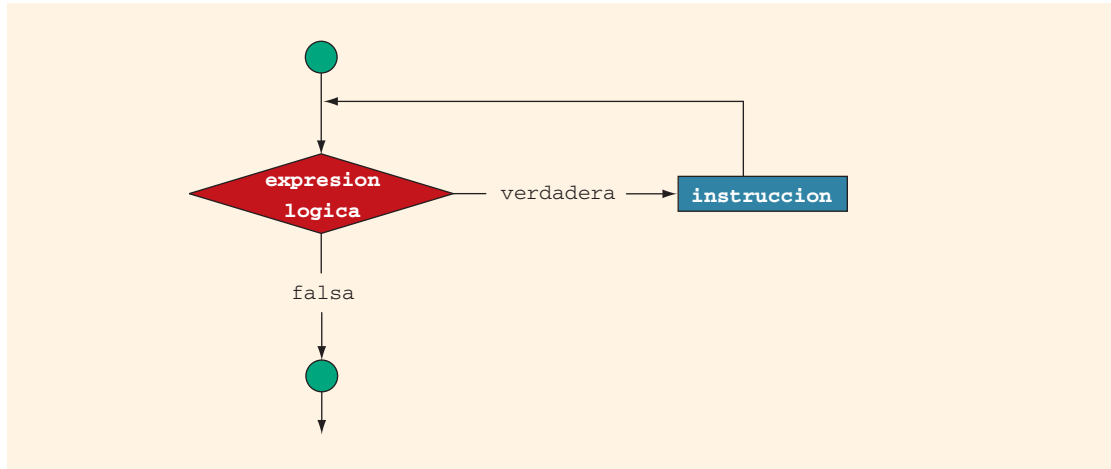 expresion
logica
verdadera
instruccion
falsa